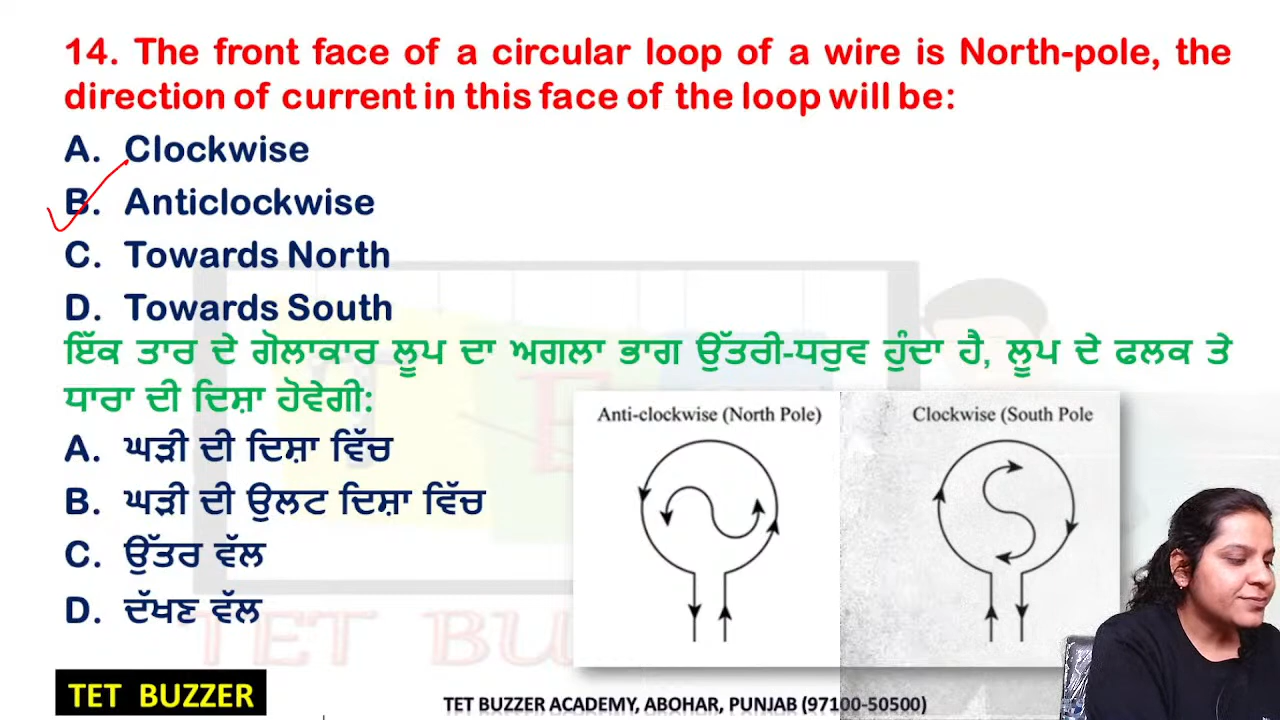 14. The front face of a circular loop of a wire is North-pole, the
direction of current in this face of the loop will be:
A. Clockwise
B. Anticlockwise
C. Towards North
D. Towards South
ਇੱਕ ਤਾਰ ਦੇ ਗੋਲਾਕਾਰ ਲੂਪ ਦਾ ਅਗਲਾ ਭਾਗ ਉੱਤਰੀ-ਧਰੁਵ ਹੁੰਦਾ ਹੈ, ਲੂਪ ਦੇ ਫਲਕ ਤੇ
ਧਾਰਾ ਦੀ ਦਿਸ਼ਾ ਹੋਵੇਗੀ:
A. ਘੜੀ ਦੀ ਦਿਸ਼ਾ ਵਿੱਚ
B. ਘੜੀ ਦੀ ਉਲਟ ਦਿਸ਼ਾ ਵਿੱਚ
C. ਉੱਤਰ ਵੱਲ
D. ਦੱਖਣ ਵੱਲ
Anti-clockwise (North Pole)
Clockwise (South Pole
TET BU
TET BUZZER
TET BUZZER ACADEMY, ABOHAR, PUNJAB (97100-50500)